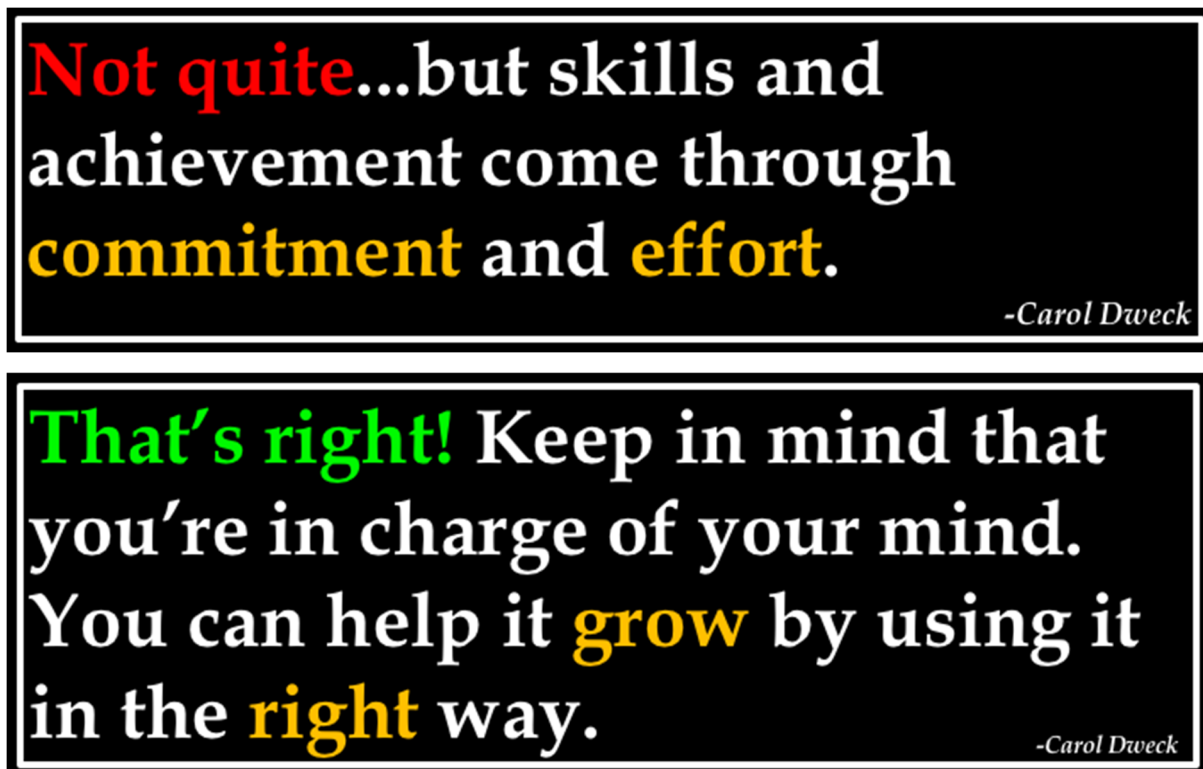 Not quite...but skills and
achievement come through
commitment and effort.
-Carol Dweck
That’s right! Keep in mind that
you’re in charge of your mind.
You can help it grow by using it
in the right way.
-Carol Dweck